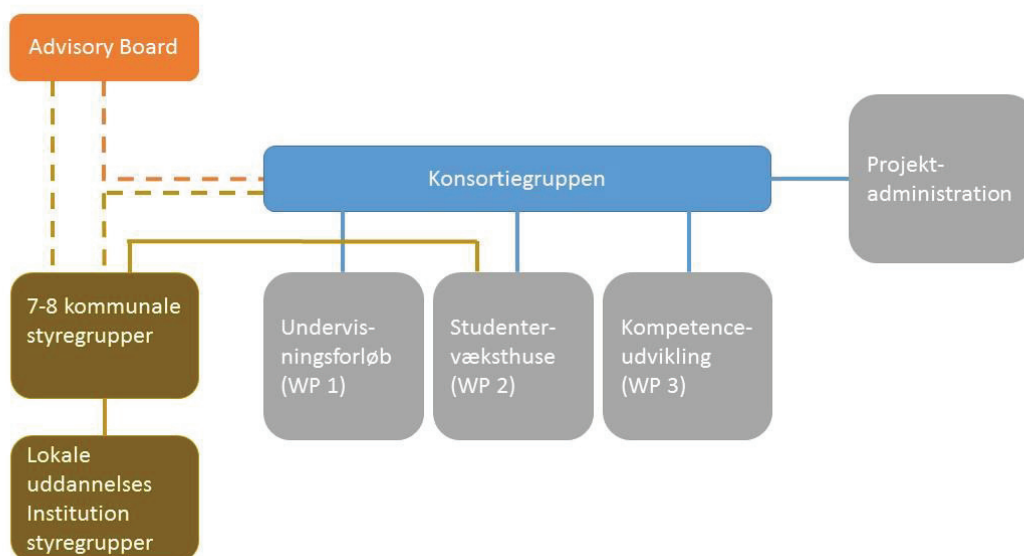 Advisory Board
Konsortiegruppen
Projekt-
administration
7-8 kommunale
styregrupper
Undervis-
ningsforløb
(WP 1)
Studenter-
væksthuse
(WP 2)
Kompetence-
udvikling
(WP 3)
Lokale
uddannelses
Institution
styregrupper